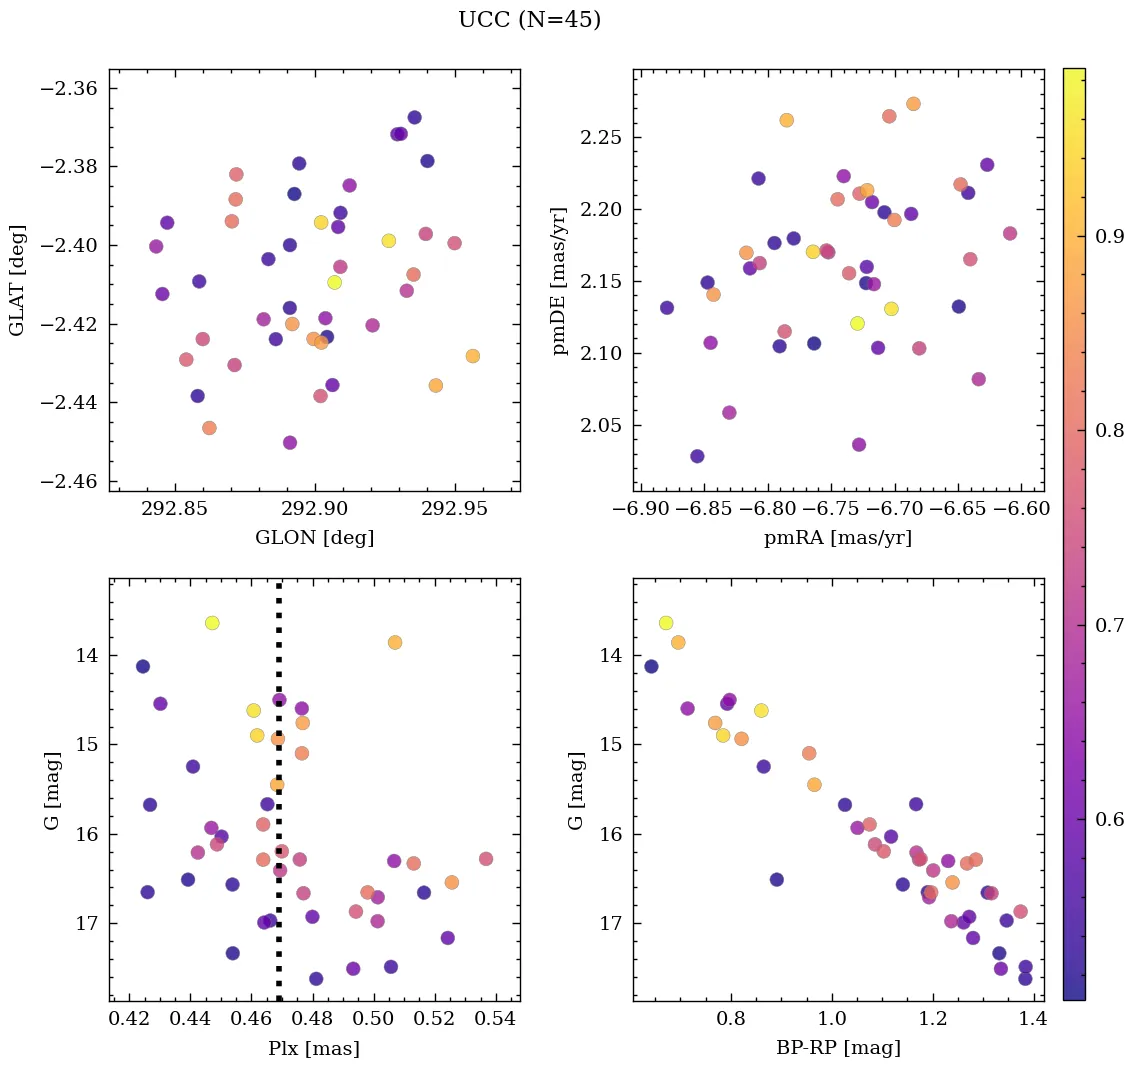 UCC (N=45)
−2.36
−2.38
−2.40
−2.42
−2.44
−2.46
GLAT [deg]
292.85 292.90 292.95
GLON [deg]
2.25
2.20
2.15
2.10
2.05
pmDE [mas/yr]
−6.90 −6.85 −6.80 −6.75 −6.70 −6.65 −6.60
pmRA [mas/yr]
0.9
0.8
0.7
0.6
14
15
16
17
G [mag]
0.42 0.44 0.46 0.48 0.50 0.52 0.54
Plx [mas]
14
15
16
17
G [mag]
0.8 1.0 1.2 1.4
BP-RP [mag]